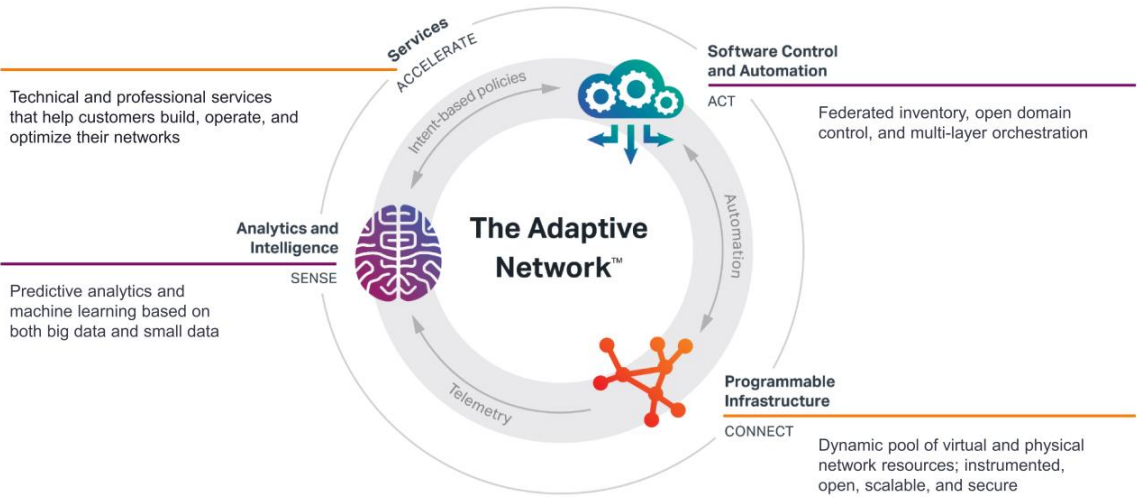 Services
ACCELERATE
Technical and professional services
that help customers build, operate, and
optimize their networks
Intent-based policies
Software Control
and Automation
ACT
Federated inventory, open domain
control, and multi-layer orchestration
Analytics and
Intelligence
SENSE
Predictive analytics and
machine learning based on
both big data and small data
The Adaptive
Network™
Automation
Telemetry
Programmable
Infrastructure
CONNECT
Dynamic pool of virtual and physical
network resources; instrumented,
open, scalable, and secure